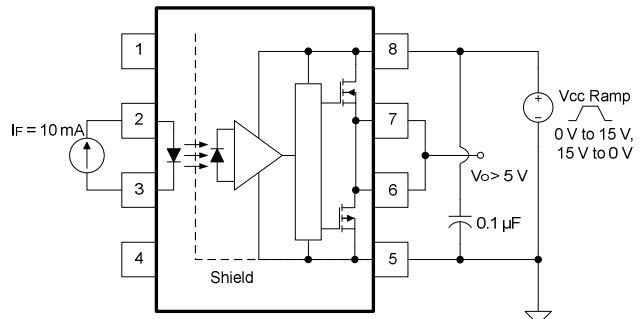 1
8
IF = 10 mA
2
7
Vcc Ramp
0 V to 15 V,
15 V to 0 V
VO > 5 V
3
6
0.1 µF
4
5
Shield
+
−